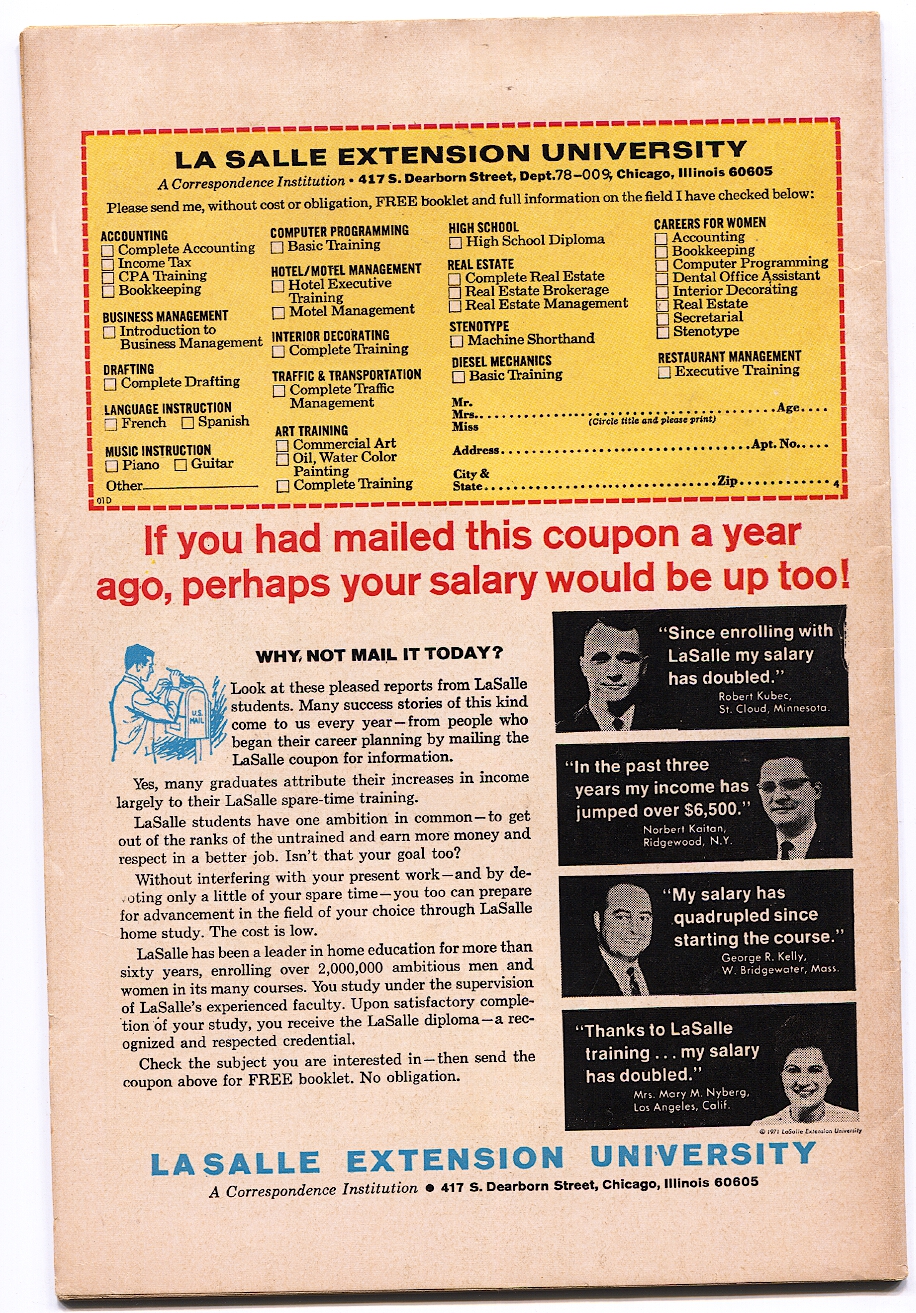 LA SALLE EXTENSION UNIVERSITY
A Correspondence Institution • 417 S. Dearborn Street, Dept.78-009, Chicago, Illinois 60605
Please send me, without cost or obligation, FREE booklet and full information on the field I have checked below:
ACCOUNTING
Complete Accounting
Income Tax
CPA Training
Bookkeeping
BUSINESS MANAGEMENT
Introduction to
Business Management
DRAFTING
Complete Drafting
LANGUAGE INSTRUCTION
French Spanish
MUSIC INSTRUCTION
Piano Guitar
Other
01D
COMPUTER PROGRAMMING
Basic Training
HOTEL/MOTEL MANAGEMENT
Hotel Executive
Training
Motel Management
INTERIOR DECORATING
Complete Training
TRAFFIC & TRANSPORTATION
Complete Traffic
Management
ART TRAINING
Commercial Art
Oil, Water Color
Painting
Complete Training
HIGH SCHOOL
High School Diploma
REAL ESTATE
Complete Real Estate
Real Estate Brokerage
Real Estate Management
STENOTYPE
Machine Shorthand
DIESEL MECHANICS
Basic Training
CAREERS FOR WOMEN
Accounting
Bookkeeping
Computer Programming
Dental Office Assistant
Interior Decorating
Real Estate
Secretarial
Stenotype
RESTAURANT MANAGEMENT
Executive Training
Mr.
Mrs. Age
Miss (Circle title and please print)
Address Apt. No.
City &
State Zip 4
If you had mailed this coupon a year
ago, perhaps your salary would be up too!
WHY NOT MAIL IT TODAY?
U.S.
MAIL
Look at these pleased reports from LaSalle
students. Many success stories of this kind
come to us every year—from people who
began their career planning by mailing the
LaSalle coupon for information.
Yes, many graduates attribute their increases in income
largely to their LaSalle spare-time training.
LaSalle students have one ambition in common—to get
out of the ranks of the untrained and earn more money and
respect in a better job. Isn't that your goal too?
Without interfering with your present work—and by de-
voting only a little of your spare time—you too can prepare
for advancement in the field of your choice through LaSalle
home study. The cost is low.
LaSalle has been a leader in home education for more than
sixty years, enrolling over 2,000,000 ambitious men and
women in its many courses. You study under the supervision
of LaSalle's experienced faculty. Upon satisfactory comple-
tion of your study, you receive the LaSalle diploma—a rec-
ognized and respected credential.
Check the subject you are interested in—then send the
coupon above for FREE booklet. No obligation.
"Since enrolling with
LaSalle my salary
has doubled."
Robert Kubec,
St. Cloud, Minnesota.
"In the past three
years my income has
jumped over $6,500."
Norbert Kaitan,
Ridgewood, N.Y.
"My salary has
quadrupled since
starting the course."
George R. Kelly,
W. Bridgewater, Mass.
"Thanks to LaSalle
training ... my salary
has doubled."
Mrs. Mary M. Nyberg,
Los Angeles, Calif.
© 1971 LaSalle Extension University
LASALLE EXTENSION UNIVERSITY
A Correspondence Institution • 417 S. Dearborn Street, Chicago, Illinois 60605